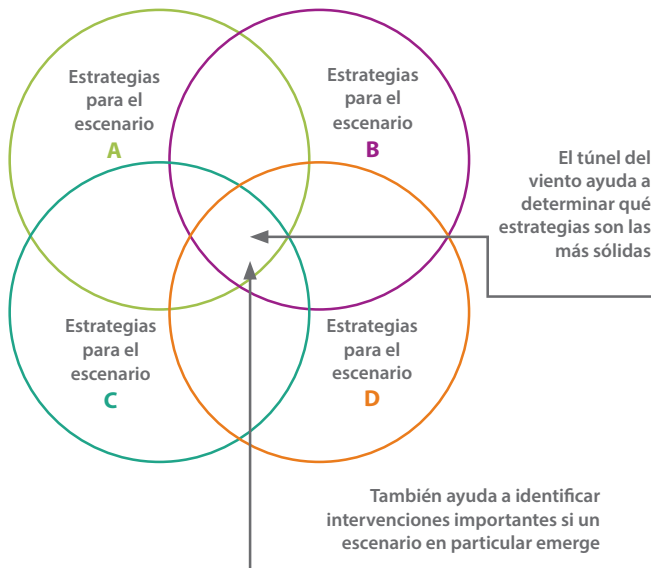 Estrategias
para el
escenario
A
Estrategias
para el
escenario
B
El túnel del
viento ayuda a
determinar qué
estrategias son las
más sólidas
Estrategias
para el
escenario
C
Estrategias
para el
escenario
D
También ayuda a identificar
intervenciones importantes si un
escenario en particular emerge